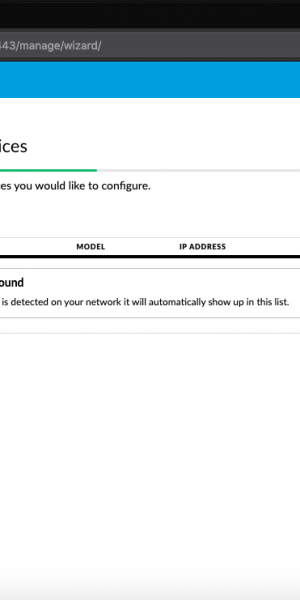 443/manage/wizard/
ices
es you would like to configure.
MODEL IP ADDRESS
ound
is detected on your network it will automatically show up in this list.